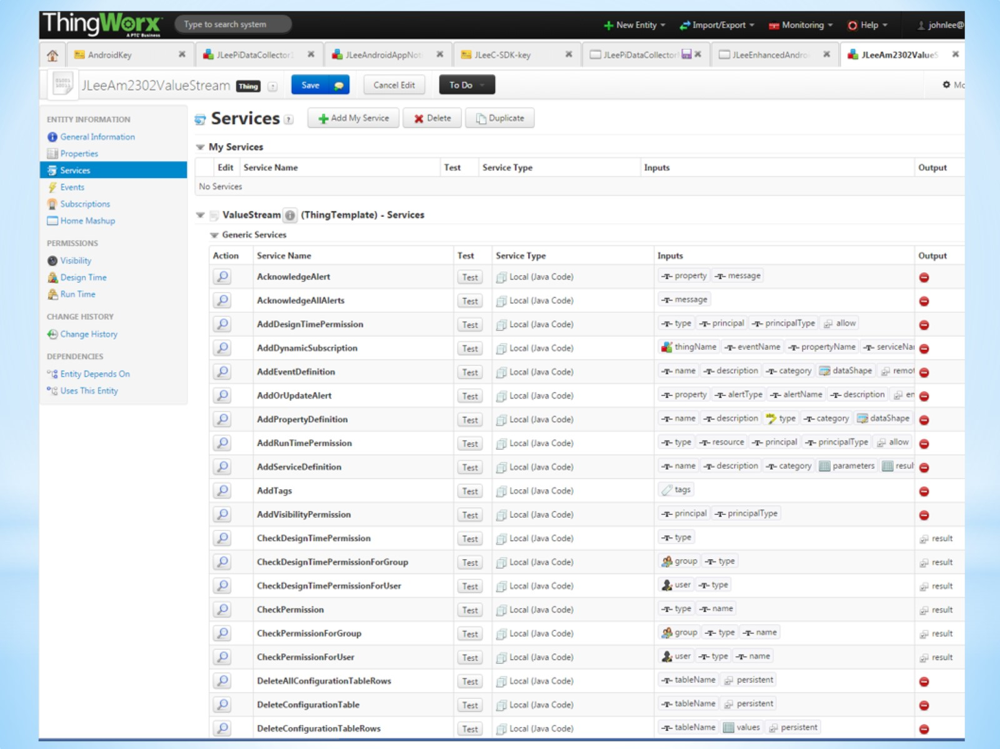 ThingWorx
A PTC Business
Type to search system
New Entity
Import/Export
Monitoring
Help
johnlee@
AndroidKey
JLeePiDataCollector
JLeeAndroidAppNot
JLeeC-SDK-key
JLeePiDataCollector
JLeeEnhancedAndro
JLeeAm2302ValueS
JLeeAm2302ValueStream Thing
Save
Cancel Edit
To Do
Mo
ENTITY INFORMATION
General Information
Properties
Services
Events
Subscriptions
Home Mashup
PERMISSIONS
Visibility
Design Time
Run Time
CHANGE HISTORY
Change History
DEPENDENCIES
Entity Depends On
Uses This Entity
Services ? Add My Service Delete Duplicate
My Services
Edit Service Name Test Service Type Inputs Output
No Services
ValueStream (ThingTemplate) - Services
Generic Services
Action Service Name Test Service Type Inputs Output
AcknowledgeAlert Test Local (Java Code) -T- property -T- message
AcknowledgeAllAlerts Test Local (Java Code) -T- message
AddDesignTimePermission Test Local (Java Code) -T- type -T- principal -T- principalType allow
AddDynamicSubscription Test Local (Java Code) thingName -T- eventName -T- propertyName -T- serviceNa
AddEventDefinition Test Local (Java Code) -T- name -T- description -T- category dataShape remot
AddOrUpdateAlert Test Local (Java Code) -T- property -T- alertType -T- alertName -T- description en
AddPropertyDefinition Test Local (Java Code) -T- name -T- description type -T- category dataShape
AddRunTimePermission Test Local (Java Code) -T- type -T- resource -T- principal -T- principalType allow
AddServiceDefinition Test Local (Java Code) -T- name -T- description -T- category parameters resul
AddTags Test Local (Java Code) tags
AddVisibilityPermission Test Local (Java Code) -T- principal -T- principalType
CheckDesignTimePermission Test Local (Java Code) -T- type result
CheckDesignTimePermissionForGroup Test Local (Java Code) group -T- type result
CheckDesignTimePermissionForUser Test Local (Java Code) user -T- type result
CheckPermission Test Local (Java Code) -T- type -T- name result
CheckPermissionForGroup Test Local (Java Code) group -T- type -T- name result
CheckPermissionForUser Test Local (Java Code) user -T- type -T- name result
DeleteAllConfigurationTableRows Test Local (Java Code) -T- tableName persistent
DeleteConfigurationTable Test Local (Java Code) -T- tableName persistent
DeleteConfigurationTableRows Test Local (Java Code) -T- tableName values persistent